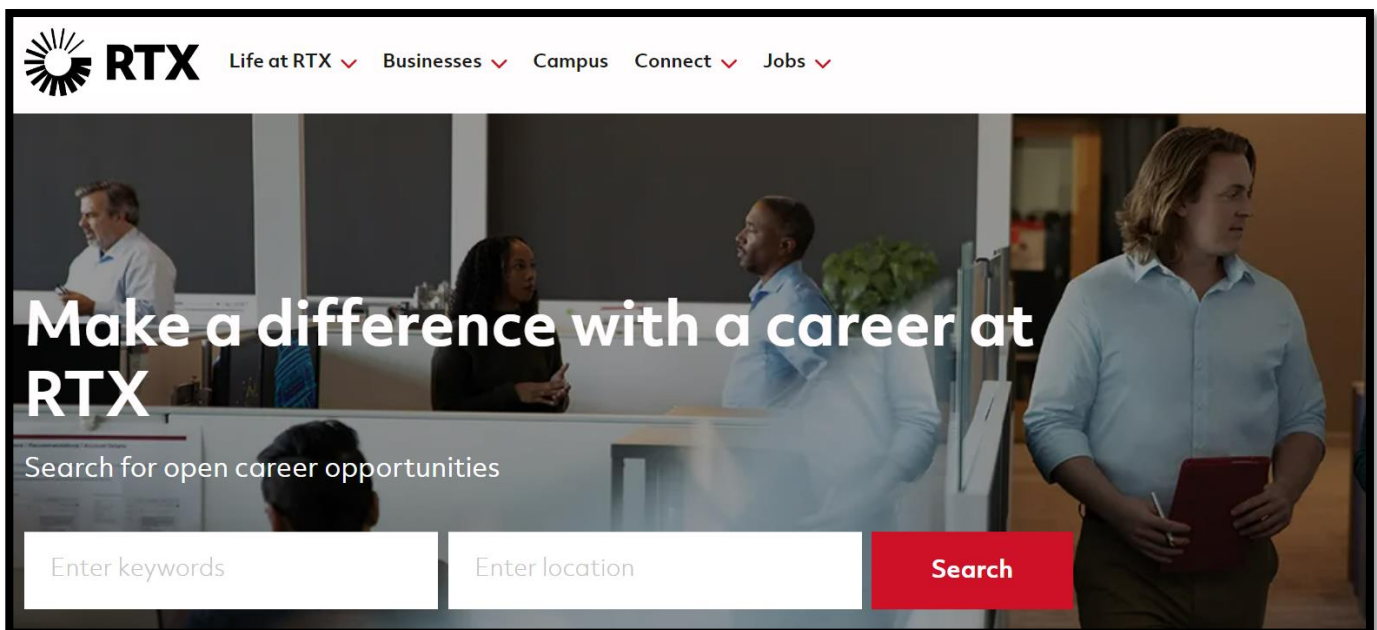 RTX
Life at RTX
Businesses
Campus
Connect
Jobs
Make a difference with a career at
RTX
Search for open career opportunities
Enter keywords
Enter location
Search